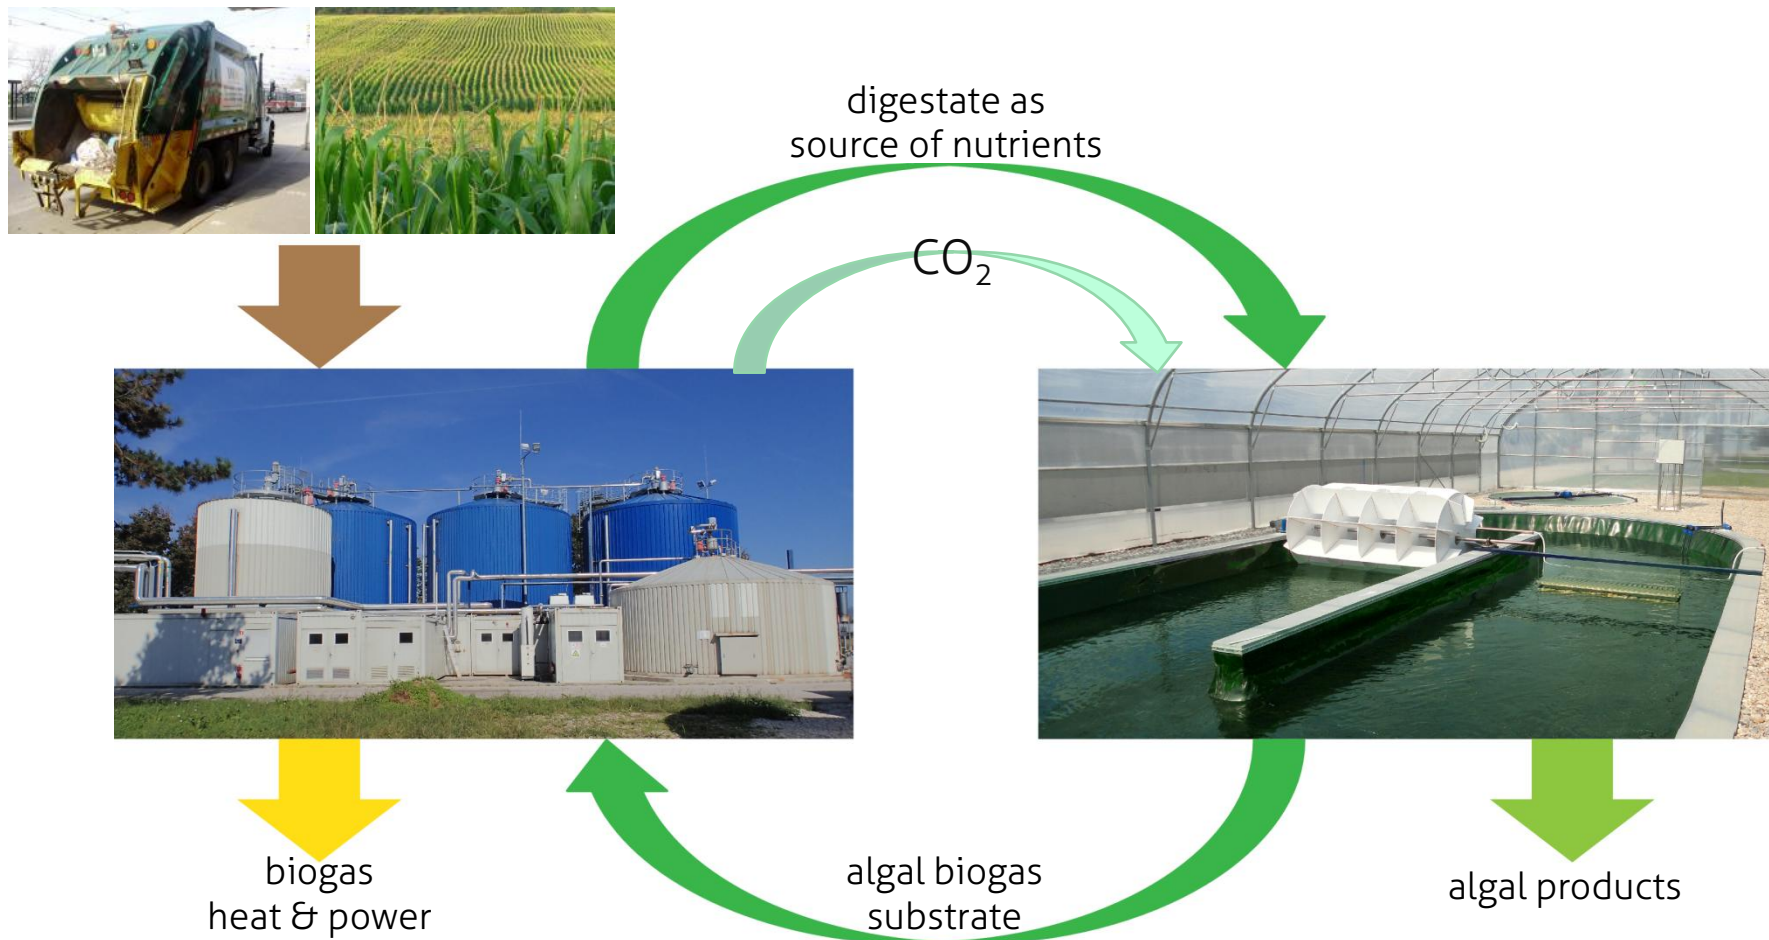 digestate as
source of nutrients
CO₂
biogas
heat & power
algal biogas
substrate
algal products